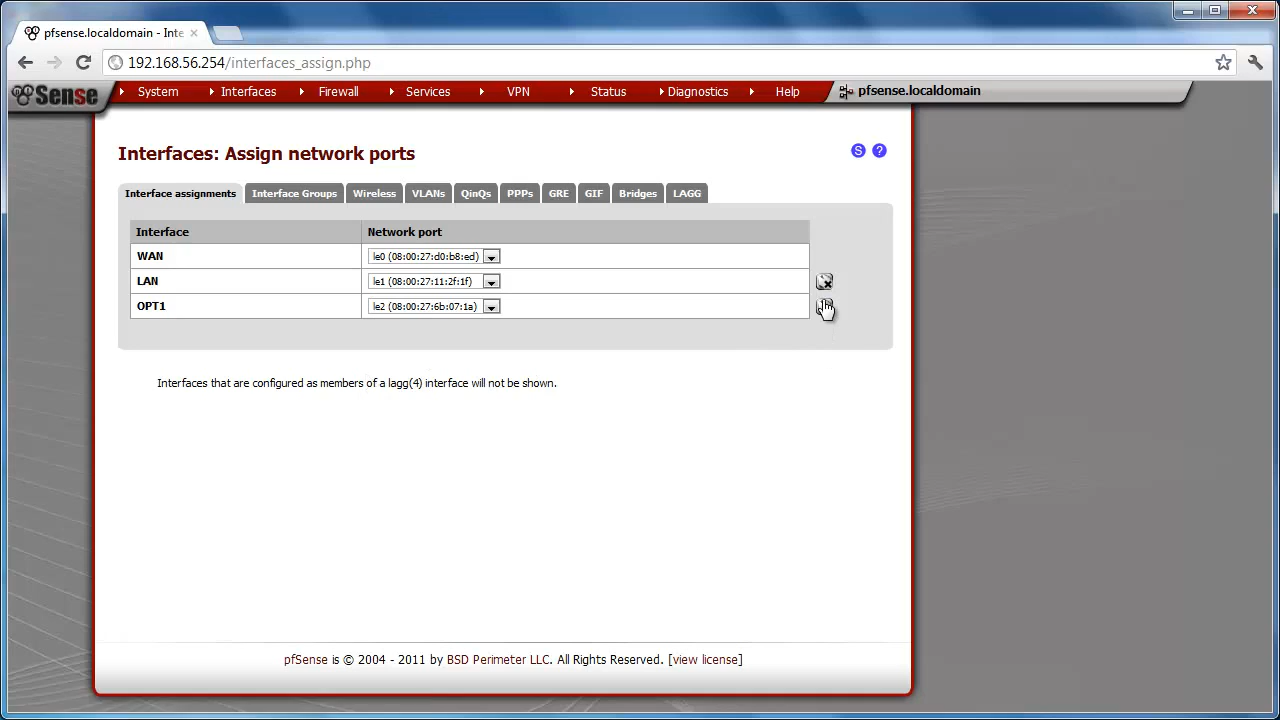 pfsense.localdomain - Inte
192.168.56.254/interfaces_assign.php
Sense System Interfaces Firewall Services VPN Status Diagnostics Help pfsense.localdomain
Interfaces: Assign network ports
S ?
Interface assignments Interface Groups Wireless VLANs QinQs PPPs GRE GIF Bridges LAGG
Interface Network port
WAN le0 (08:00:27:d0:b8:ed)
LAN le1 (08:00:27:11:2f:1f)
OPT1 le2 (08:00:27:6b:07:1a)
Interfaces that are configured as members of a lagg(4) interface will not be shown.
pfSense is © 2004 - 2011 by BSD Perimeter LLC. All Rights Reserved. [view license]